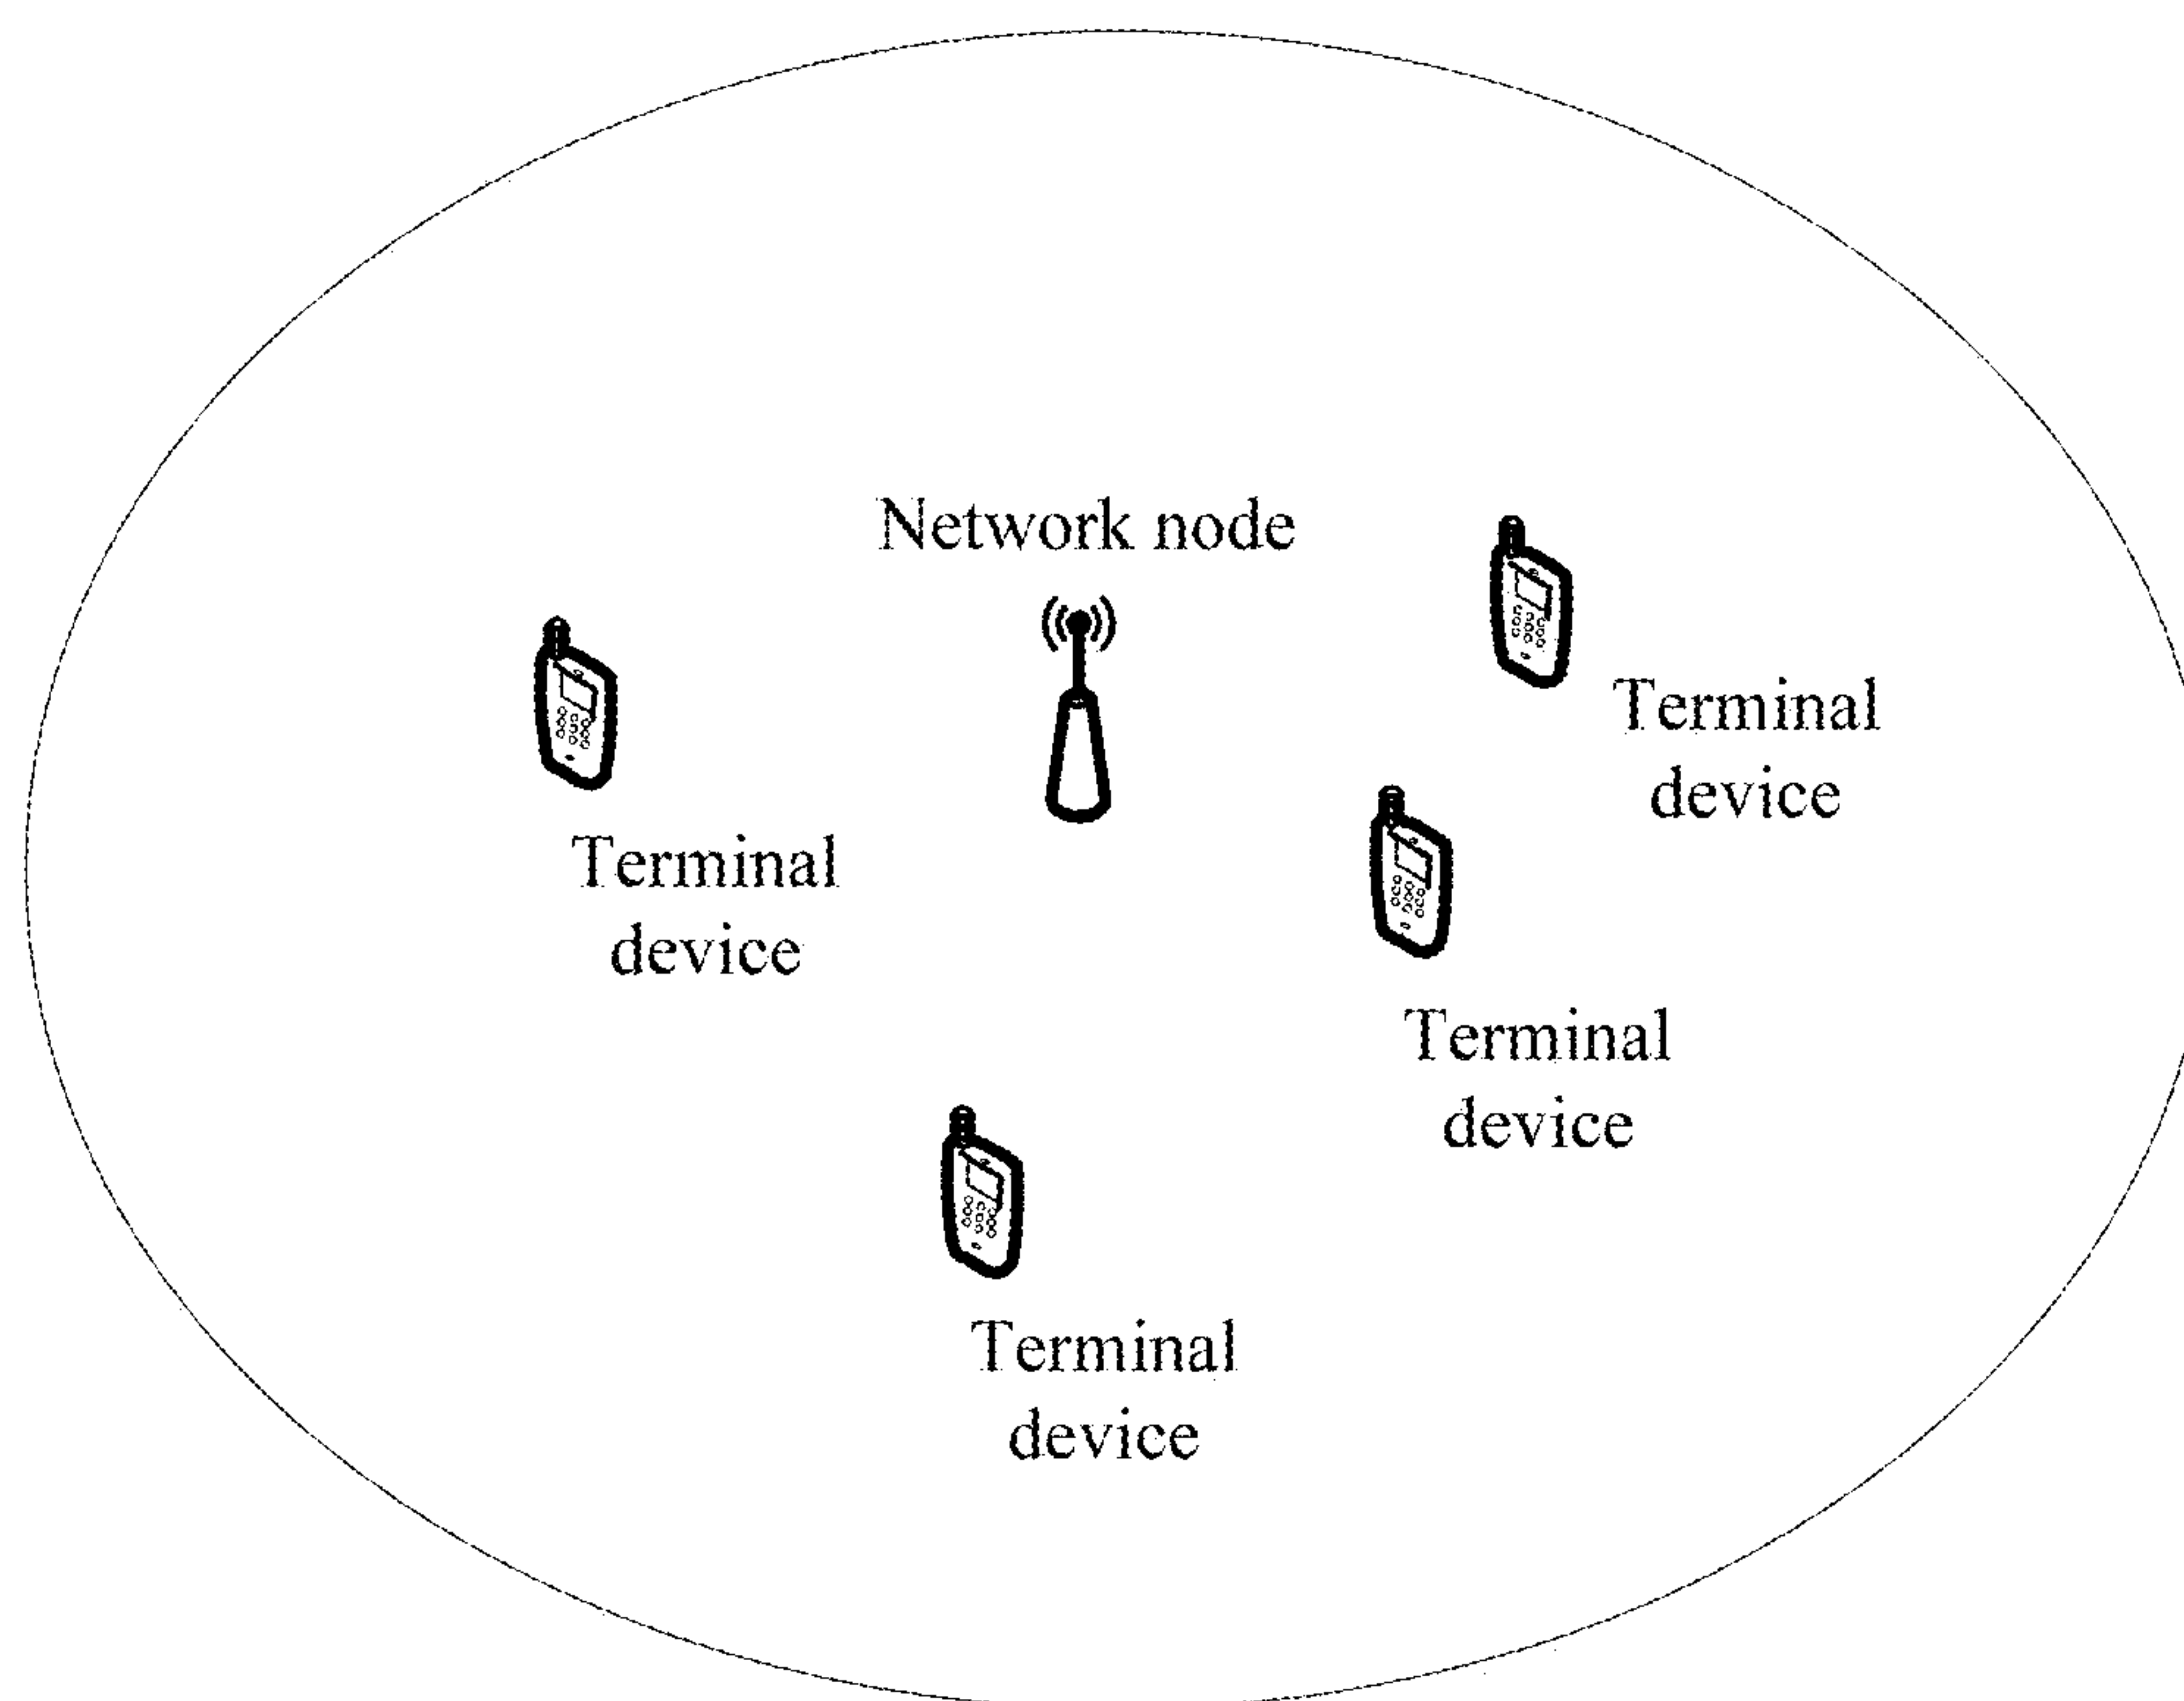 Network node
Terminal
device
Terminal
device
Terminal
device
Terminal
device